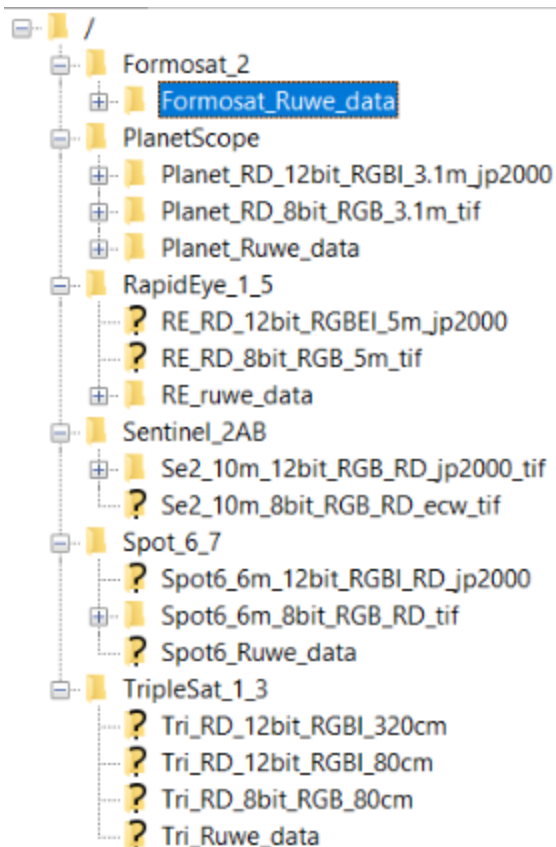 /
Formosat_2
Formosat_Ruwe_data
PlanetScope
Planet_RD_12bit_RGBI_3.1m_jp2000
Planet_RD_8bit_RGB_3.1m_tif
Planet_Ruwe_data
RapidEye_1_5
RE_RD_12bit_RGBEI_5m_jp2000
RE_RD_8bit_RGB_5m_tif
RE_ruwe_data
Sentinel_2AB
Se2_10m_12bit_RGB_RD_jp2000_tif
Se2_10m_8bit_RGB_RD_ecw_tif
Spot_6_7
Spot6_6m_12bit_RGBI_RD_jp2000
Spot6_6m_8bit_RGB_RD_tif
Spot6_Ruwe_data
TripleSat_1_3
Tri_RD_12bit_RGBI_320cm
Tri_RD_12bit_RGBI_80cm
Tri_RD_8bit_RGB_80cm
Tri_Ruwe_data